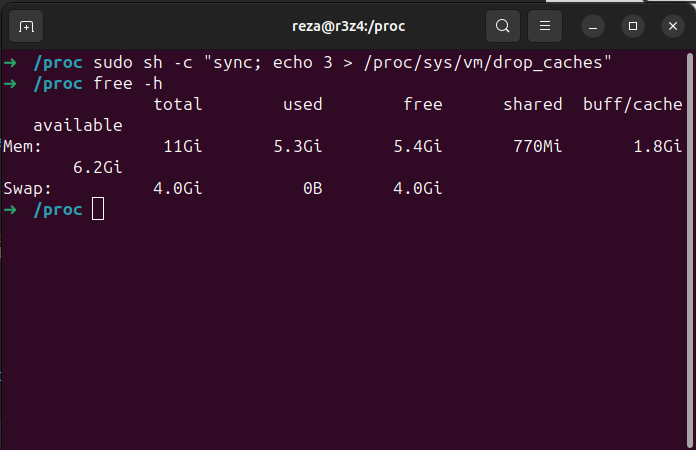 reza@r3z4:/proc
➜  /proc sudo sh -c "sync; echo 3 > /proc/sys/vm/drop_caches"
➜  /proc free -h
               total        used        free      shared  buff/cache
   available
Mem:            11Gi       5.3Gi       5.4Gi       770Mi       1.8Gi
       6.2Gi
Swap:          4.0Gi          0B       4.0Gi
➜  /proc